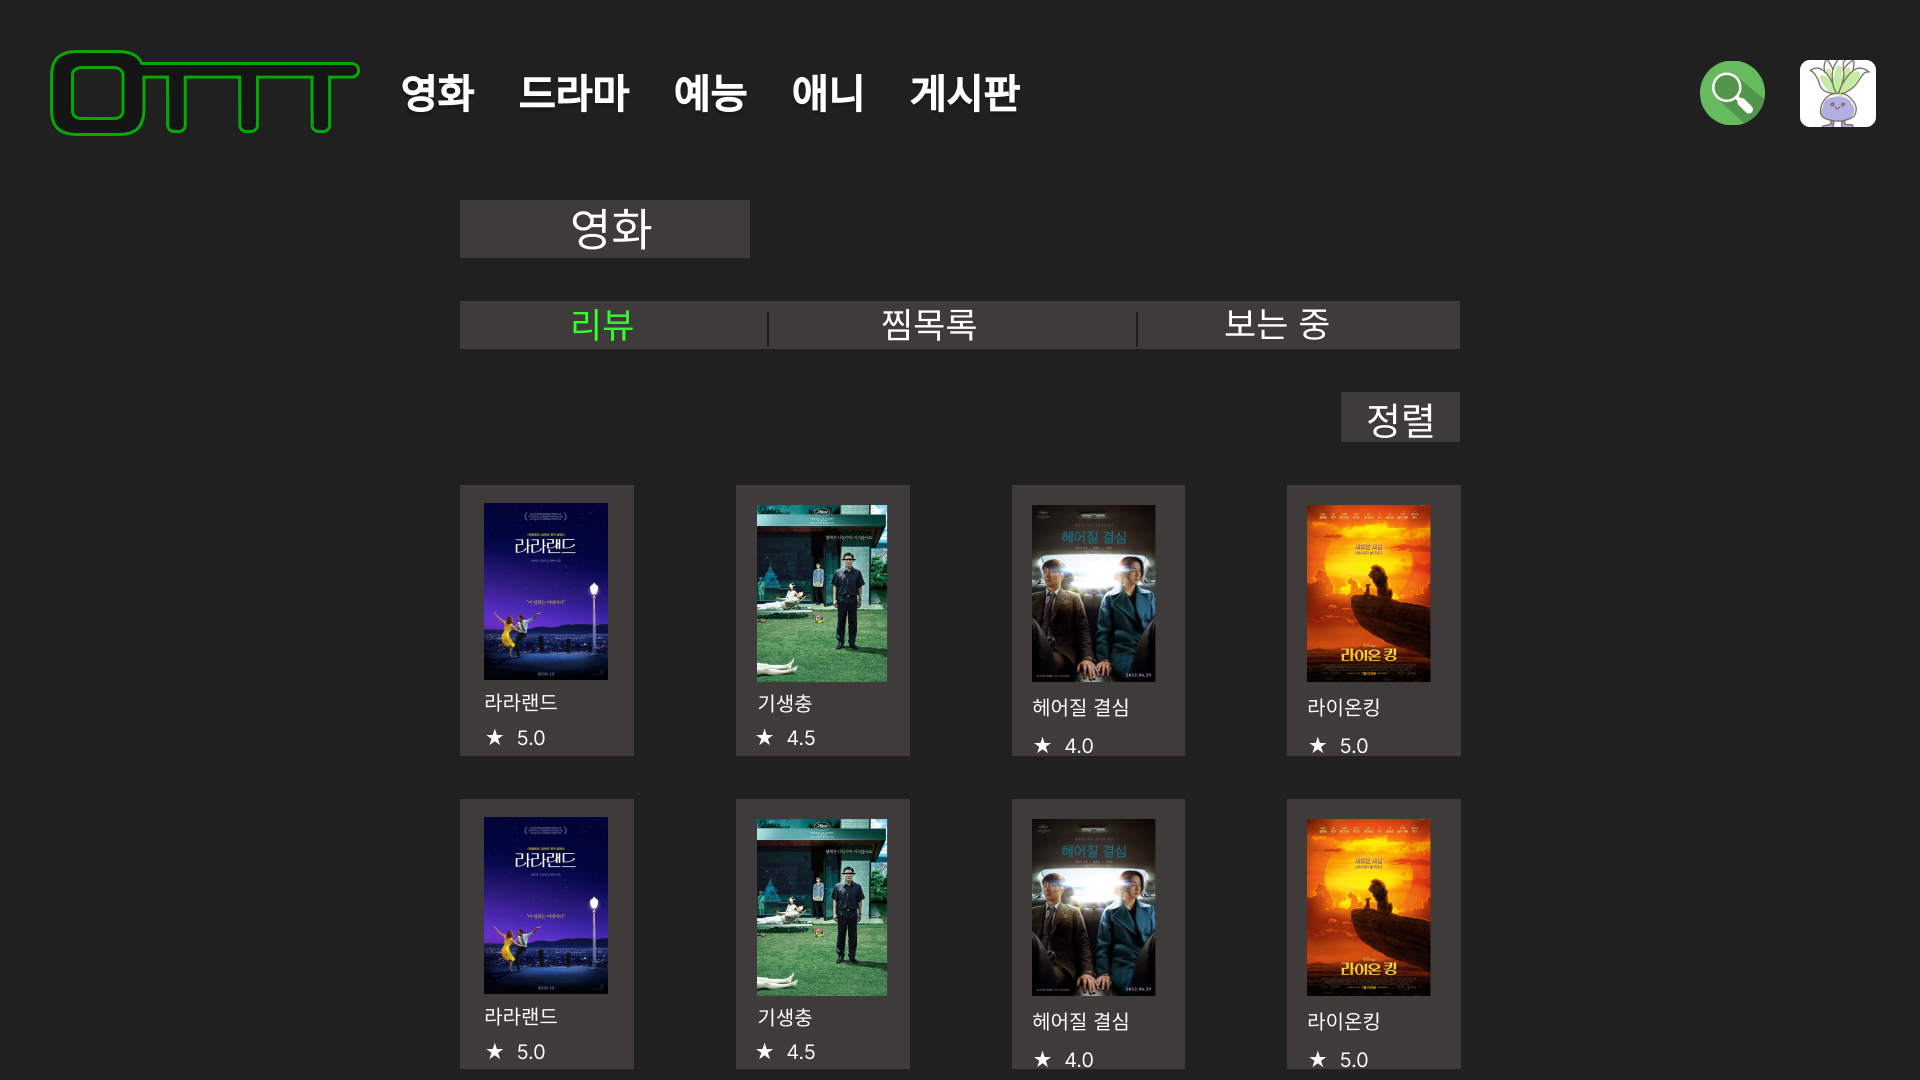 OTTT
영화 드라마 예능 애니 게시판
영화
리뷰 찜목록 보는 중
정렬
라라랜드
헤어질 결심
라이온 킹
라라랜드 기생충 헤어질 결심 라이온킹
★ 5.0 ★ 4.5 ★ 4.0 ★ 5.0
라라랜드
헤어질 결심
라이온 킹
라라랜드 기생충 헤어질 결심 라이온킹
★ 5.0 ★ 4.5 ★ 4.0 ★ 5.0